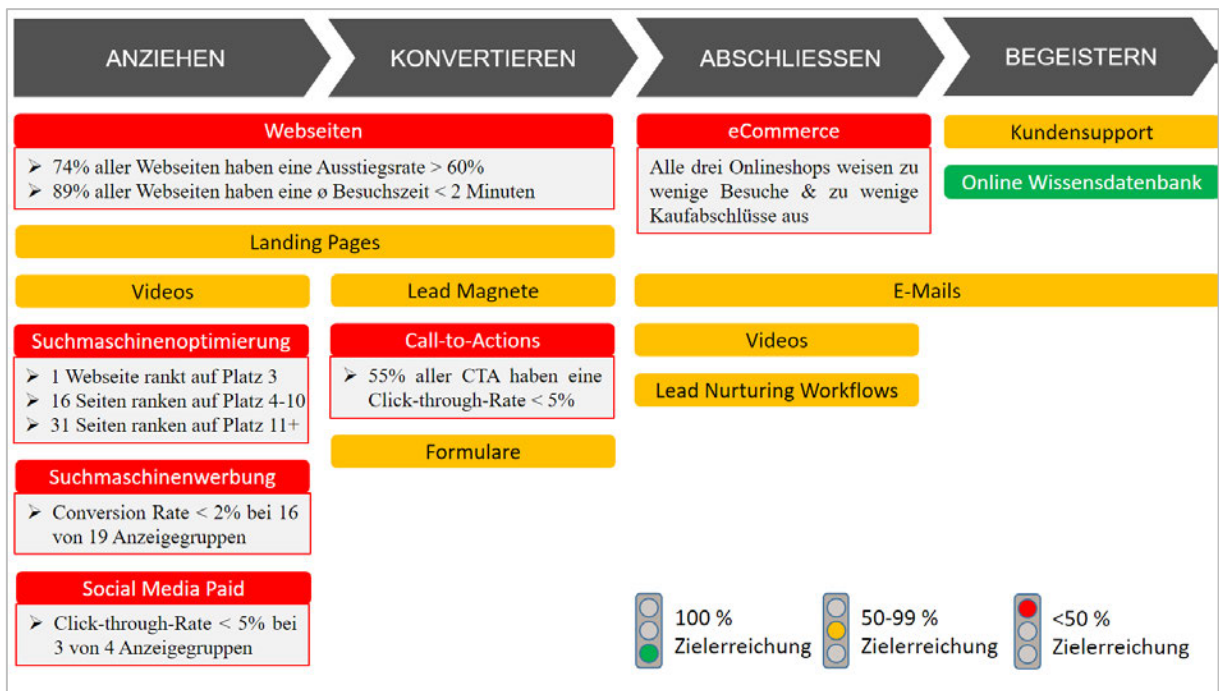 ANZIEHEN
KONVERTIEREN
ABSCHLIESSEN
BEGEISTERN
Webseiten
➢ 74% aller Webseiten haben eine Ausstiegsrate > 60%
➢ 89% aller Webseiten haben eine ø Besuchszeit < 2 Minuten
eCommerce
Alle drei Onlineshops weisen zu
wenige Besuche & zu wenige
Kaufabschlüsse aus
Kundensupport
Online Wissensdatenbank
Landing Pages
Videos
Lead Magnete
E-Mails
Suchmaschinenoptimierung
➢ 1 Webseite rankt auf Platz 3
➢ 16 Seiten ranken auf Platz 4-10
➢ 31 Seiten ranken auf Platz 11+
Call-to-Actions
➢ 55% aller CTA haben eine
Click-through-Rate < 5%
Videos
Lead Nurturing Workflows
Formulare
Suchmaschinenwerbung
➢ Conversion Rate < 2% bei 16
von 19 Anzeigegruppen
Social Media Paid
➢ Click-through-Rate < 5% bei
3 von 4 Anzeigegruppen
100 %
Zielerreichung
50-99 %
Zielerreichung
<50 %
Zielerreichung